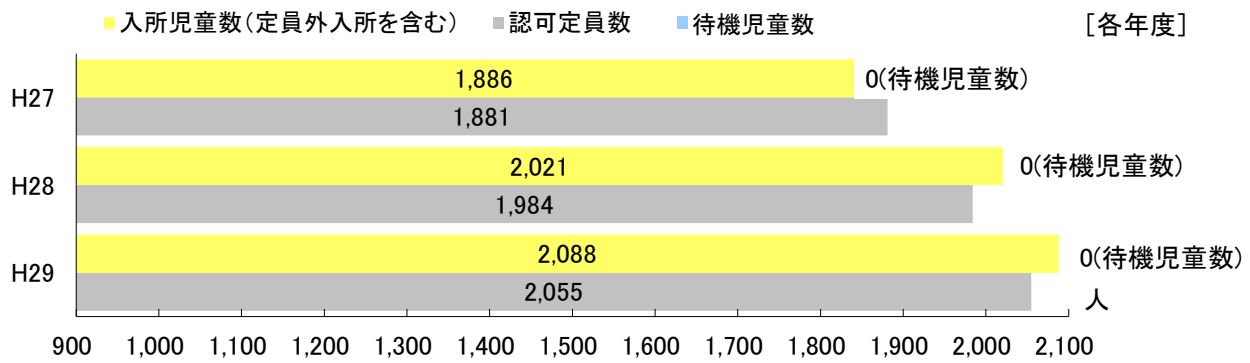 ■入所児童数(定員外入所を含む) ■認可定員数 ■待機児童数 [各年度]
H27 1,886 0(待機児童数)
1,881
H28 2,021 0(待機児童数)
1,984
H29 2,088 0(待機児童数)
2,055 人
900 1,000 1,100 1,200 1,300 1,400 1,500 1,600 1,700 1,800 1,900 2,000 2,100